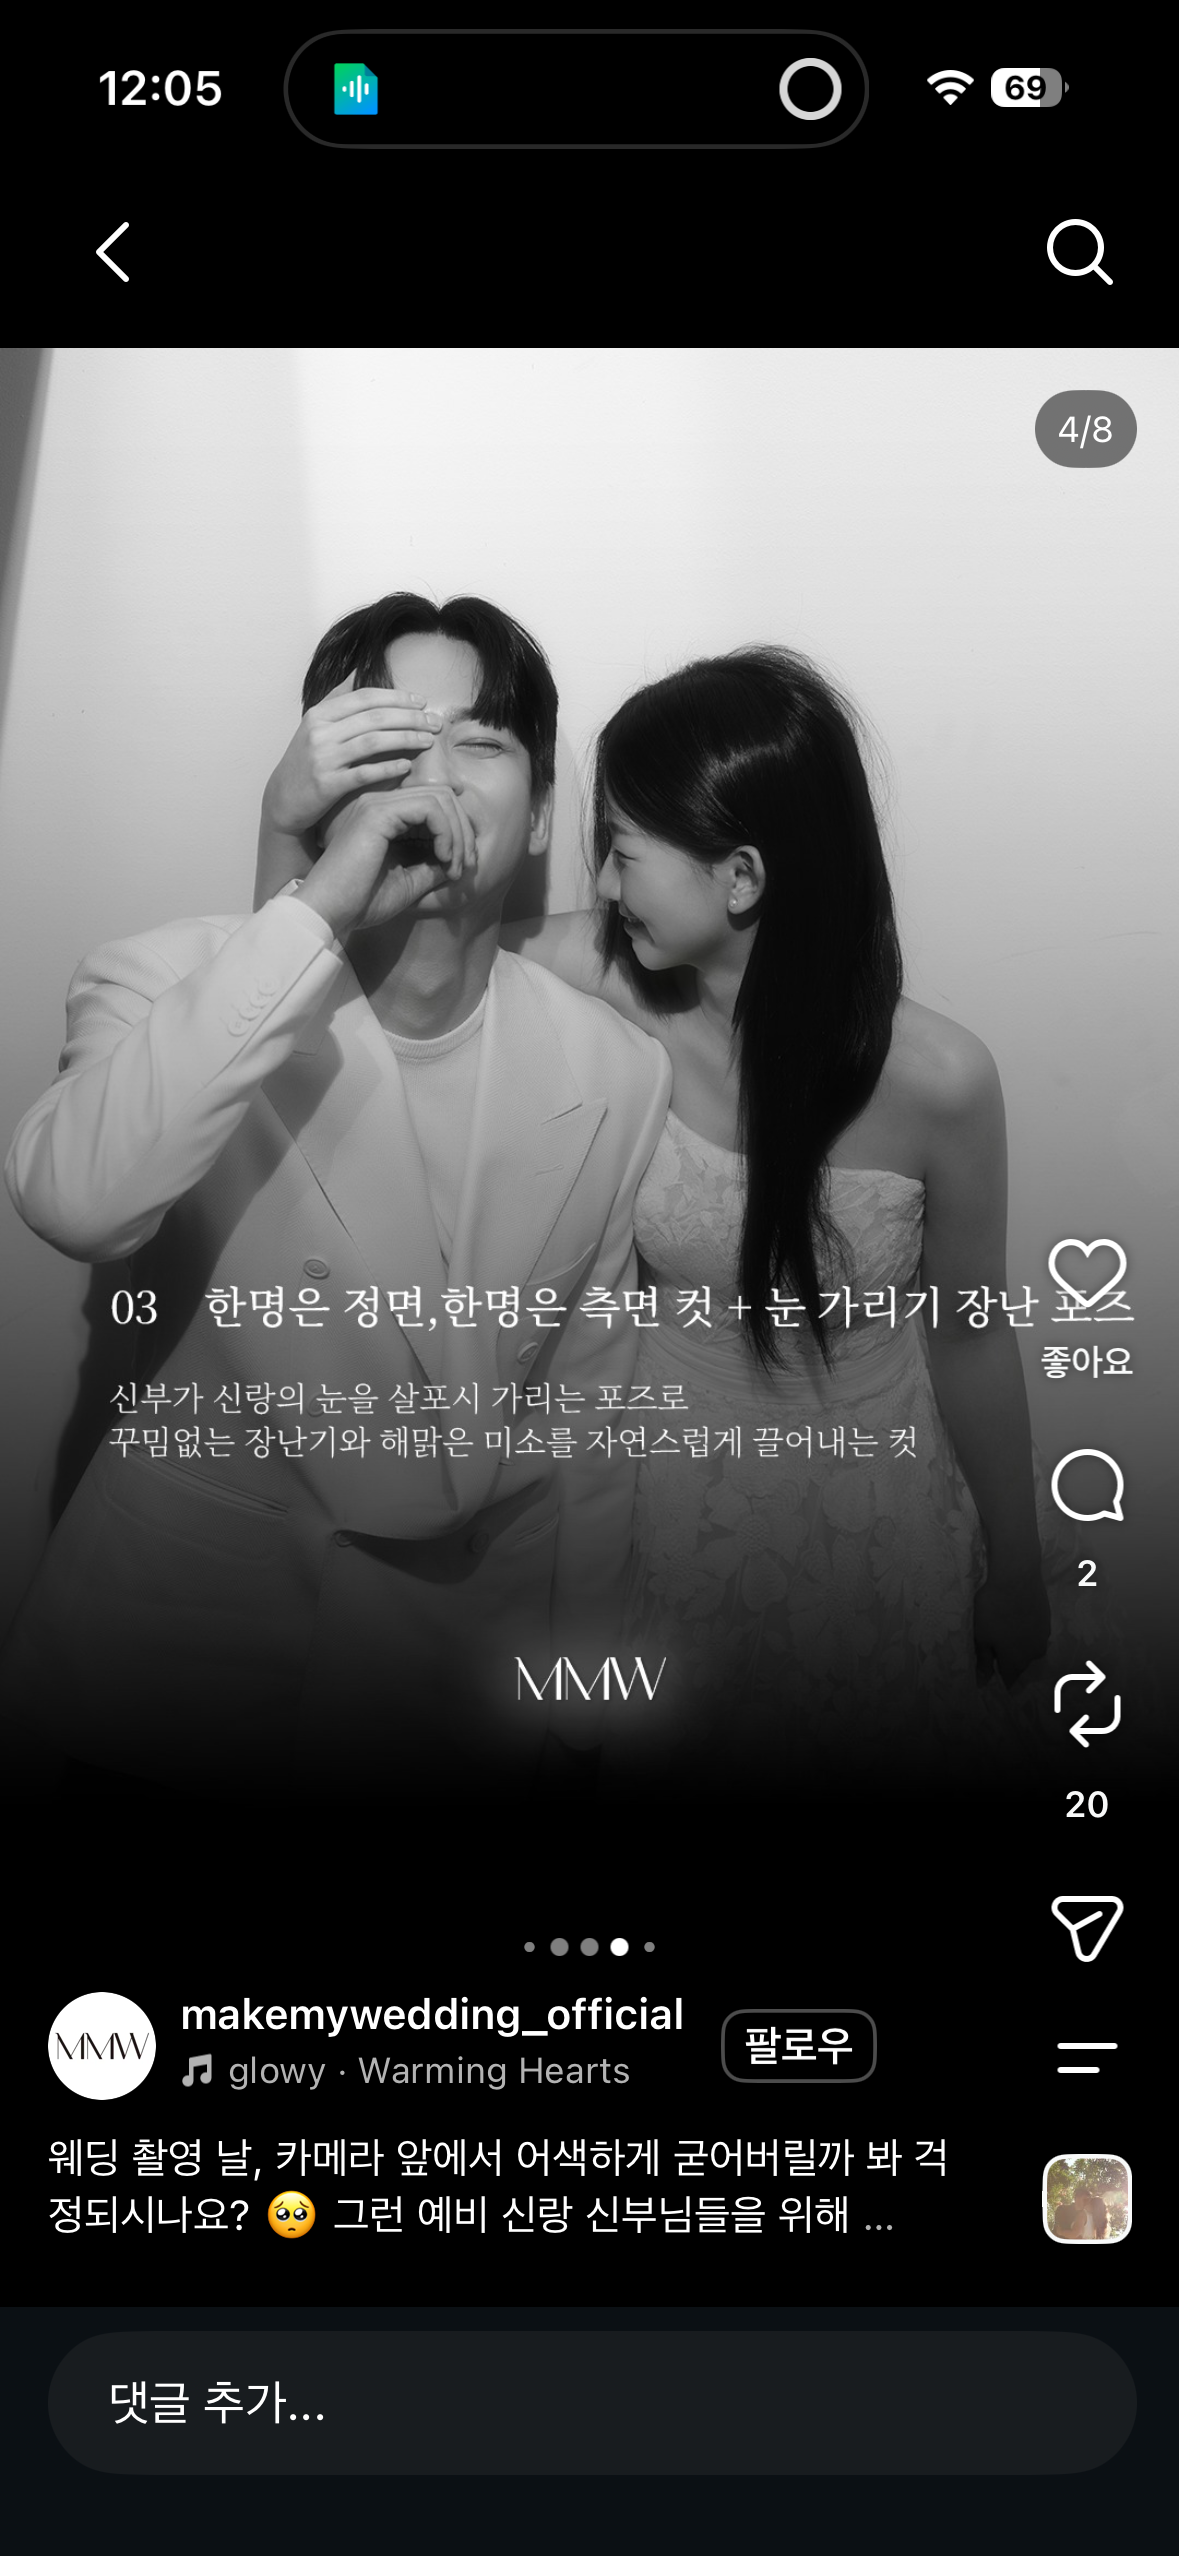 12:05
69
4/8
03 한명은 정면,한명은 측면 컷 + 눈 가리기 장난 포즈
좋아요
신부가 신랑의 눈을 살포시 가리는 포즈로
꾸밈없는 장난기와 해맑은 미소를 자연스럽게 끌어내는 컷
2
MMW
20
MMW
makemywedding_official
팔로우
glowy · Warming Hearts
웨딩 촬영 날, 카메라 앞에서 어색하게 굳어버릴까 봐 걱
정되시나요? 🥺 그런 예비 신랑 신부님들을 위해 ...
댓글 추가...